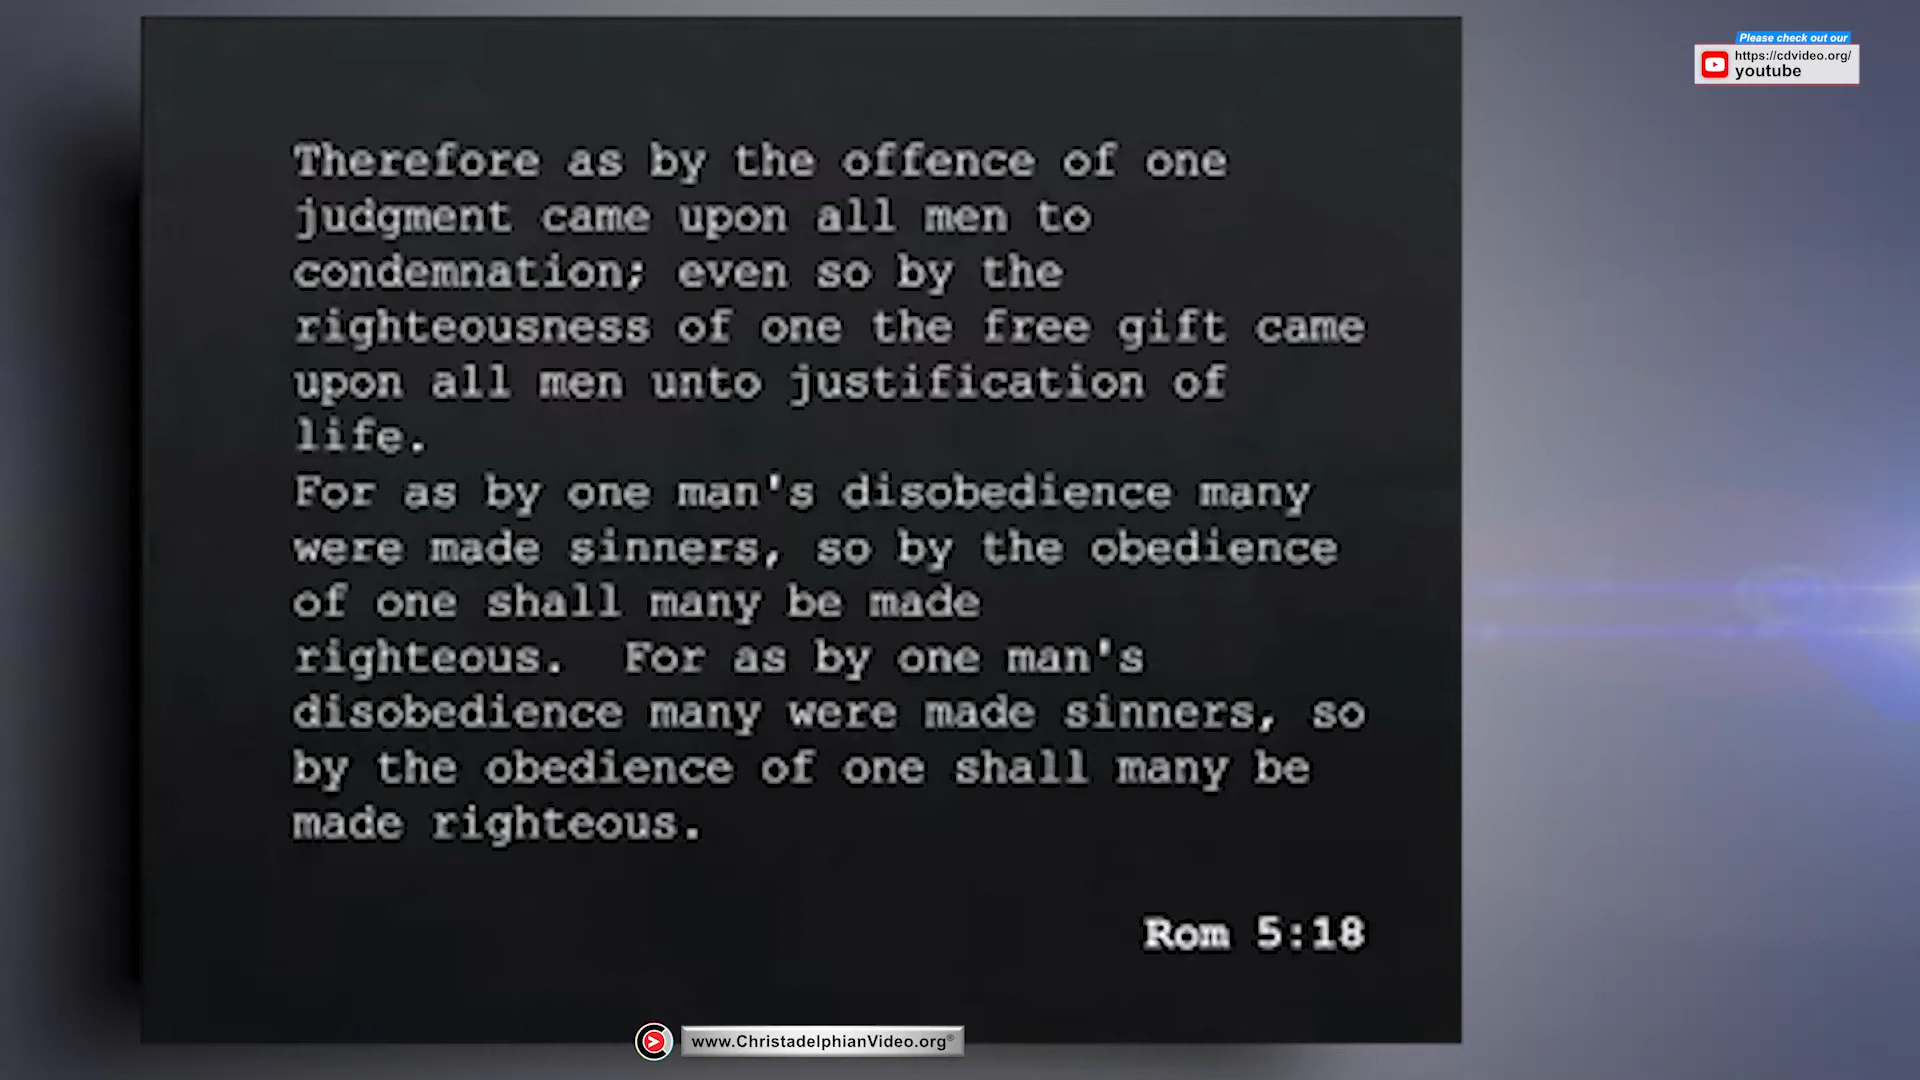 Please check out our
https://cdvideo.org/
youtube
Therefore as by the offence of one
judgment came upon all men to
condemnation; even so by the
righteousness of one the free gift came
upon all men unto justification of
life.
For as by one man's disobedience many
were made sinners, so by the obedience
of one shall many be made
righteous.  For as by one man's
disobedience many were made sinners, so
by the obedience of one shall many be
made righteous.
Rom 5:18
www.ChristadelphianVideo.org®